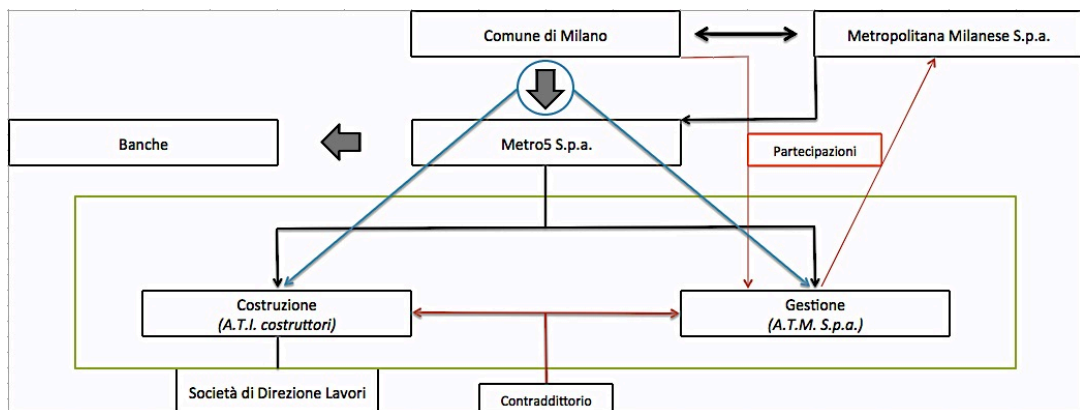 Comune di Milano
Metropolitana Milanese S.p.a.
Banche
Metro5 S.p.a.
Partecipazioni
Costruzione
(A.T.I. costruttori)
Gestione
(A.T.M. S.p.a.)
Società di Direzione Lavori
Contraddittorio